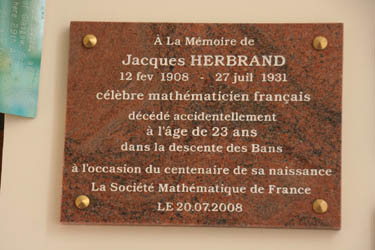 À La Mémoire de
Jacques HERBRAND
12 fev 1908 - 27 juil 1931
célèbre mathématicien français
décédé accidentellement
à l'âge de 23 ans
dans la descente des Bans
à l'occasion du centenaire de sa naissance
La Société Mathématique de France
LE 20.07.2008